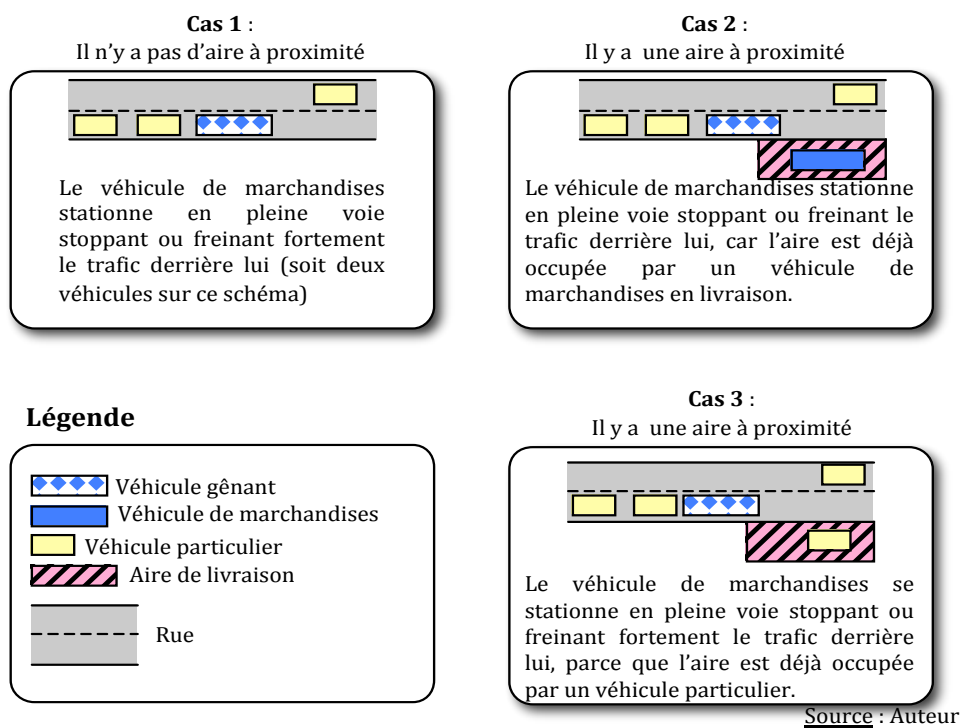 Cas 1 :
Il n’y a pas d’aire à proximité
Le véhicule de marchandises
stationne en pleine voie
stoppant ou freinant fortement
le trafic derrière lui (soit deux
véhicules sur ce schéma)
Cas 2 :
Il y a une aire à proximité
Le véhicule de marchandises stationne
en pleine voie stoppant ou freinant le
trafic derrière lui, car l’aire est déjà
occupée par un véhicule de
marchandises en livraison.
Légende
Véhicule gênant
Véhicule de marchandises
Véhicule particulier
Aire de livraison
Rue
Cas 3 :
Il y a une aire à proximité
Le véhicule de marchandises se
stationne en pleine voie stoppant ou
freinant fortement le trafic derrière
lui, parce que l’aire est déjà occupée
par un véhicule particulier.
Source : Auteur